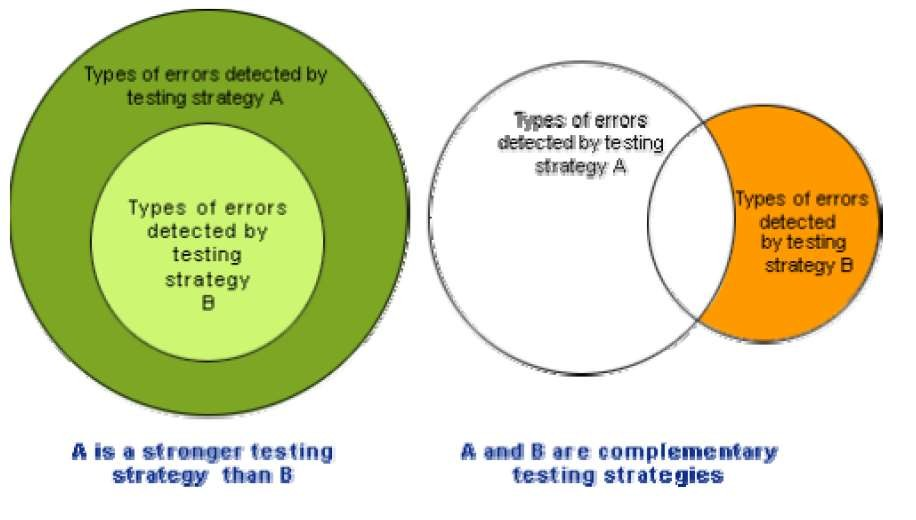 Types of errors detected by
testing strategy A
Types of errors
detected by
testing
strategy
B
A is a stronger testing
strategy than B
Types of errors
detected by testing
strategy A
Types of errors
detected
by testing
strategy B
A and B are complementary
testing strategies